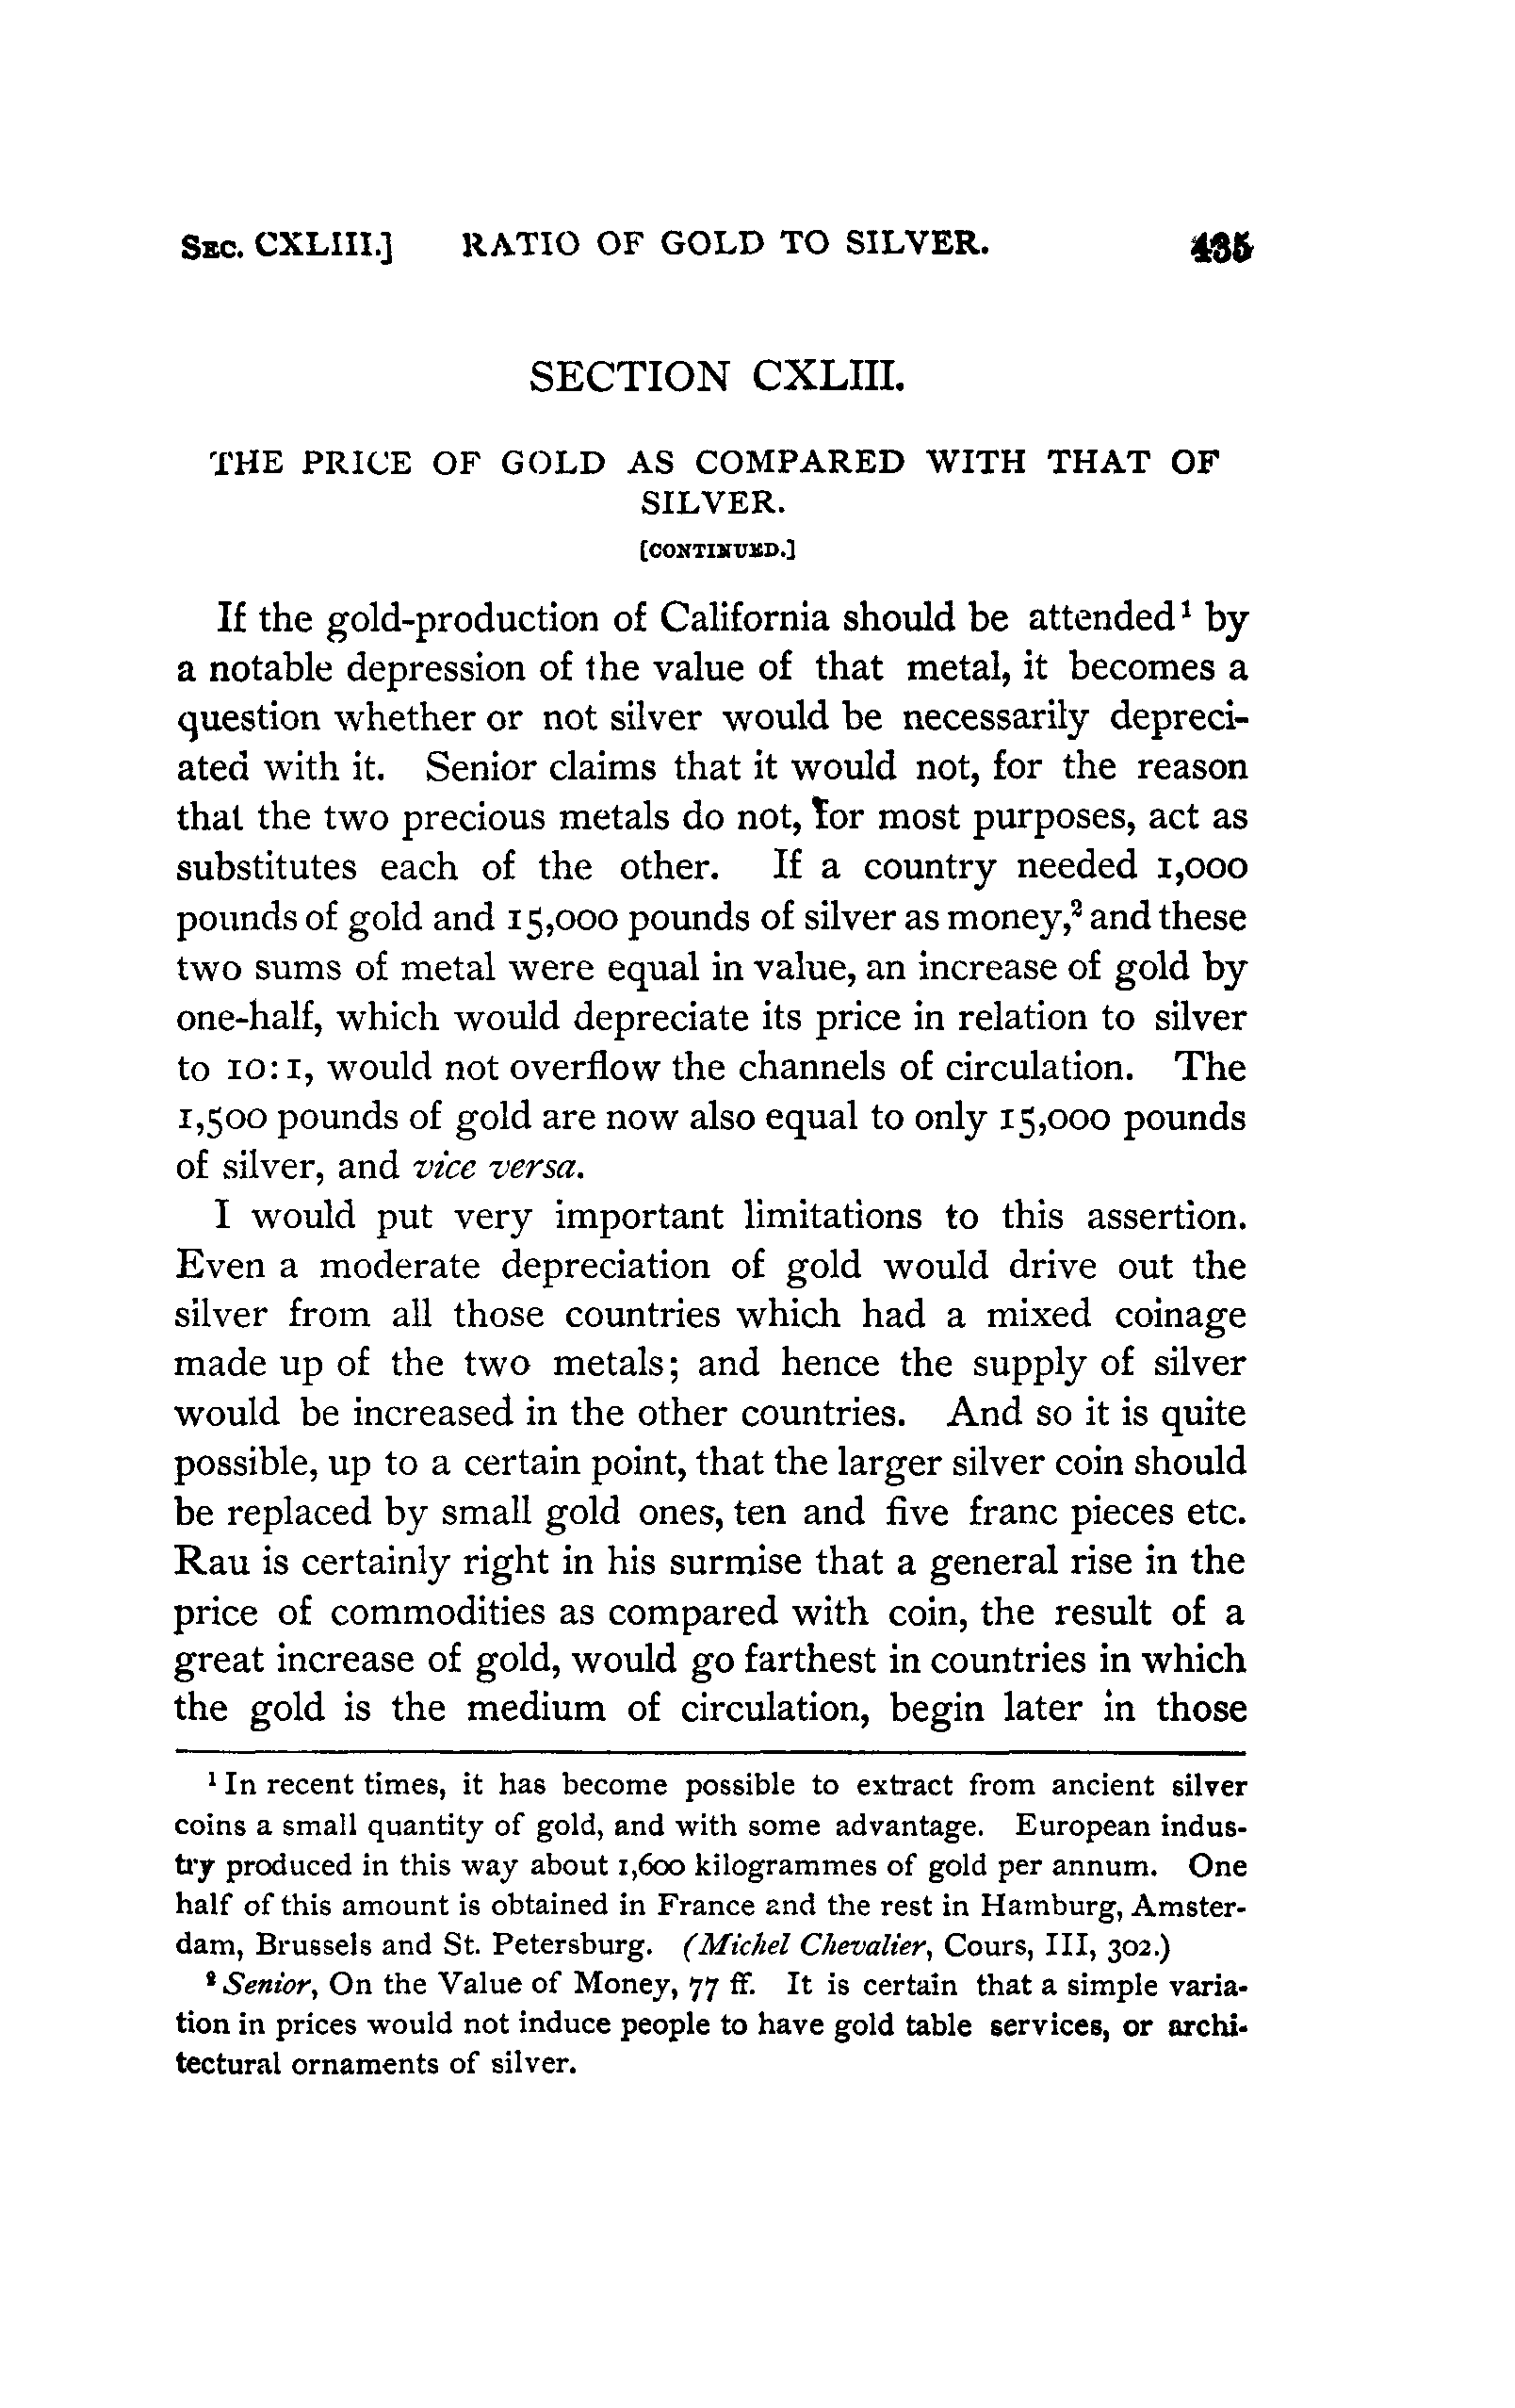 SEC. CXLIII.] RATIO OF GOLD TO SILVER. 435
SECTION CXLIII.
THE PRICE OF GOLD AS COMPARED WITH THAT OF
SILVER.
[CONTINUED.]
If the gold-production of California should be attended¹ by
a notable depression of the value of that metal, it becomes a
question whether or not silver would be necessarily depreci-
ated with it. Senior claims that it would not, for the reason
that the two precious metals do not, for most purposes, act as
substitutes each of the other. If a country needed 1,000
pounds of gold and 15,000 pounds of silver as money,² and these
two sums of metal were equal in value, an increase of gold by
one-half, which would depreciate its price in relation to silver
to 10:1, would not overflow the channels of circulation. The
1,500 pounds of gold are now also equal to only 15,000 pounds
of silver, and vice versa.
I would put very important limitations to this assertion.
Even a moderate depreciation of gold would drive out the
silver from all those countries which had a mixed coinage
made up of the two metals; and hence the supply of silver
would be increased in the other countries. And so it is quite
possible, up to a certain point, that the larger silver coin should
be replaced by small gold ones, ten and five franc pieces etc.
Rau is certainly right in his surmise that a general rise in the
price of commodities as compared with coin, the result of a
great increase of gold, would go farthest in countries in which
the gold is the medium of circulation, begin later in those
¹ In recent times, it has become possible to extract from ancient silver
coins a small quantity of gold, and with some advantage. European indus-
try produced in this way about 1,600 kilogrammes of gold per annum. One
half of this amount is obtained in France and the rest in Hamburg, Amster-
dam, Brussels and St. Petersburg. (Michel Chevalier, Cours, III, 302.)
² Senior, On the Value of Money, 77 ff. It is certain that a simple varia-
tion in prices would not induce people to have gold table services, or archi-
tectural ornaments of silver.